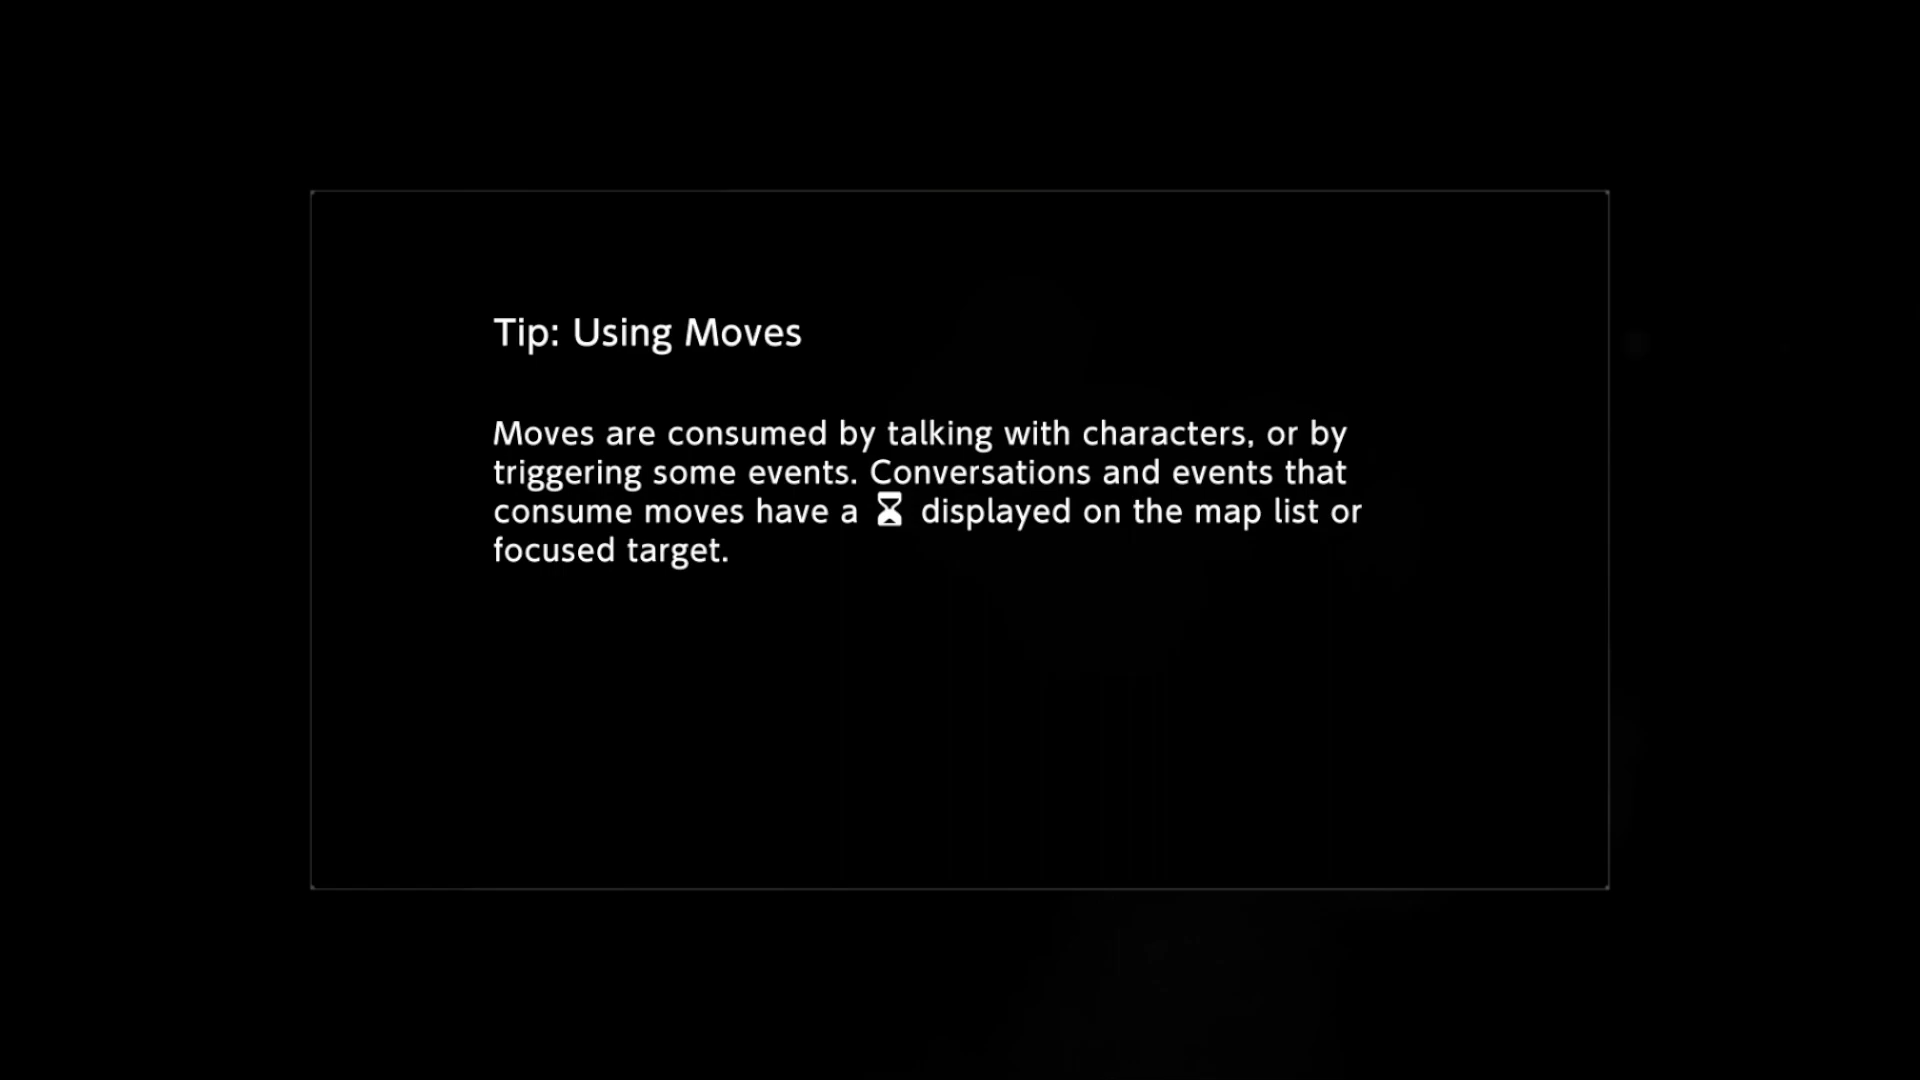 Tip: Using Moves
Moves are consumed by talking with characters, or by
triggering some events. Conversations and events that
consume moves have a ⌛ displayed on the map list or
focused target.